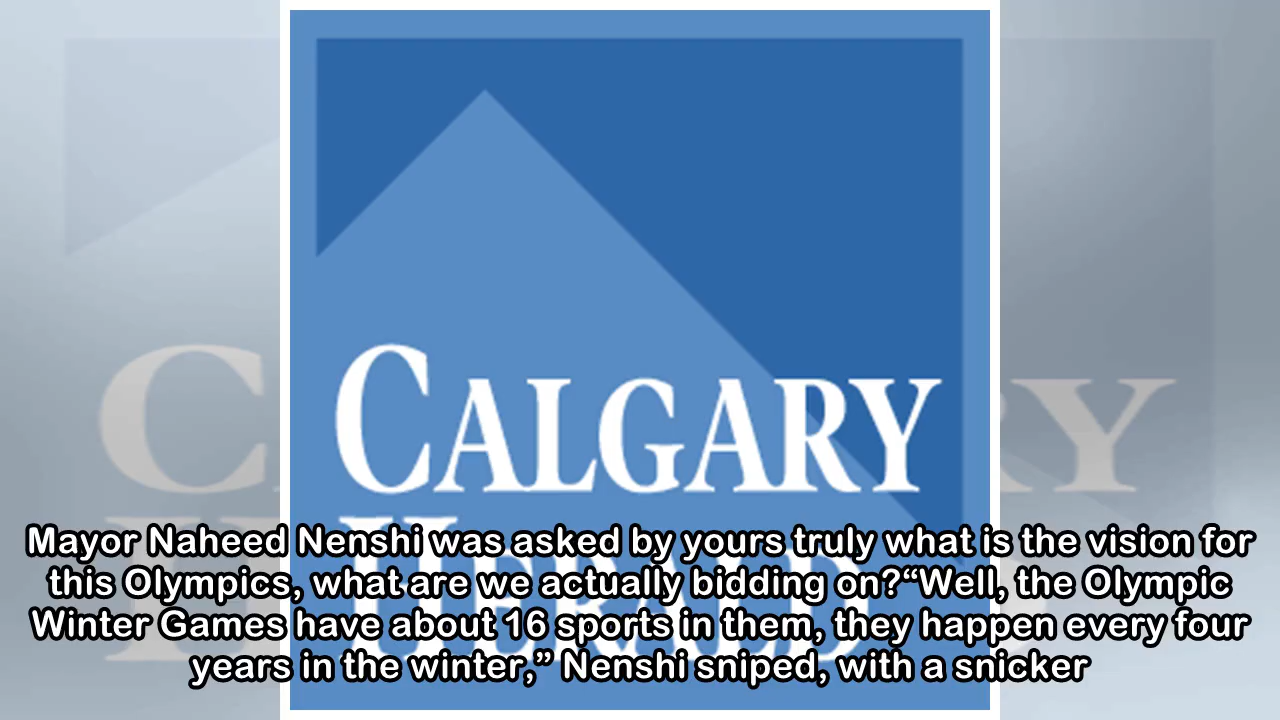 CALGARY
HERALD
Mayor Naheed Nenshi was asked by yours truly what is the vision for
this Olympics, what are we actually bidding on?“Well, the Olympic
Winter Games have about 16 sports in them, they happen every four
years in the winter,” Nenshi sniped, with a snicker